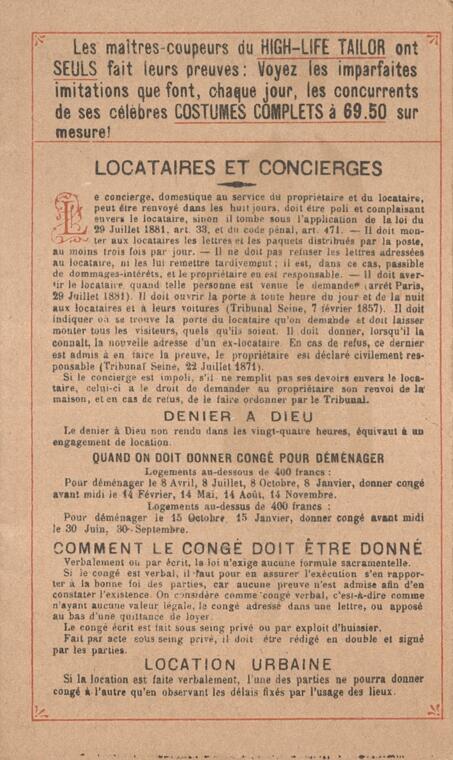 Les maîtres-coupeurs du HIGH-LIFE TAILOR ont
SEULS fait leurs preuves : Voyez les imparfaites
imitations que font, chaque jour, les concurrents
de ses célèbres COSTUMES COMPLETS à 69.50 sur
mesure!
LOCATAIRES ET CONCIERGES
Le concierge, domestique au service du propriétaire et du locataire,
peut être renvoyé dans les huit jours, doit être poli et complaisant
envers le locataire, sinon il tombe sous l'application de la loi du
29 Juillet 1881, art. 33, et du code pénal, art. 471. — Il doit mon-
ter aux locataires les lettres et les paquets distribués par la poste,
au moins trois fois par jour. — Il ne doit pas refuser les lettres adressées
au locataire, ni les lui remettre tardivement ; il est, dans ce cas, passible
de dommages-intérêts, et le propriétaire en est responsable. — Il doit aver-
tir le locataire quand telle personne est venue le demander (arrêt Paris,
29 Juillet 1881). Il doit ouvrir la porte à toute heure du jour et de la nuit
aux locataires et à leurs voitures (Tribunal Seine, 7 février 1857). Il doit
indiquer où se trouve la porte du locataire qu'on demande et doit laisser
monter tous les visiteurs, quels qu'ils soient. Il doit donner, lorsqu'il la
connaît, la nouvelle adresse d'un ex-locataire. En cas de refus, ce dernier
est admis à en faire la preuve, le propriétaire est déclaré civilement res-
ponsable (Tribunal Seine, 22 Juillet 1871).
Si le concierge est impoli, s'il ne remplit pas ses devoirs envers le loca-
taire, celui-ci a le droit de demander au propriétaire son renvoi de la
maison, et en cas de refus, de le faire ordonner par le Tribunal.
DENIER A DIEU
Le denier à Dieu non rendu dans les vingt-quatre heures, équivaut à un
engagement de location.
QUAND ON DOIT DONNER CONGÉ POUR DÉMÉNAGER
Logements au-dessous de 400 francs :
Pour déménager le 8 Avril, 8 Juillet, 8 Octobre, 8 Janvier, donner congé
avant midi le 14 Février, 14 Mai, 14 Août, 14 Novembre.
Logements au-dessus de 400 francs :
Pour déménager le 15 Octobre 15 Janvier, donner congé avant midi
le 30 Juin, 30 Septembre.
COMMENT LE CONGÉ DOIT ÊTRE DONNÉ
Verbalement ou par écrit, la loi n'exige aucune formule sacramentelle.
Si le congé est verbal, il faut pour en assurer l'exécution s'en rappor-
ter à la bonne foi des parties, car aucune preuve n'est admise afin d'en
constater l'existence. On considère comme congé verbal, c'est-à-dire comme
n'ayant aucune valeur légale, le congé adressé dans une lettre, ou apposé
au bas d'une quittance de loyer.
Le congé écrit est fait sous seing privé ou par exploit d'huissier.
Fait par acte sous seing privé, il doit être rédigé en double et signé
par les parties.
LOCATION URBAINE
Si la location est faite verbalement, l'une des parties ne pourra donner
congé à l'autre qu'en observant les délais fixés par l'usage des lieux.